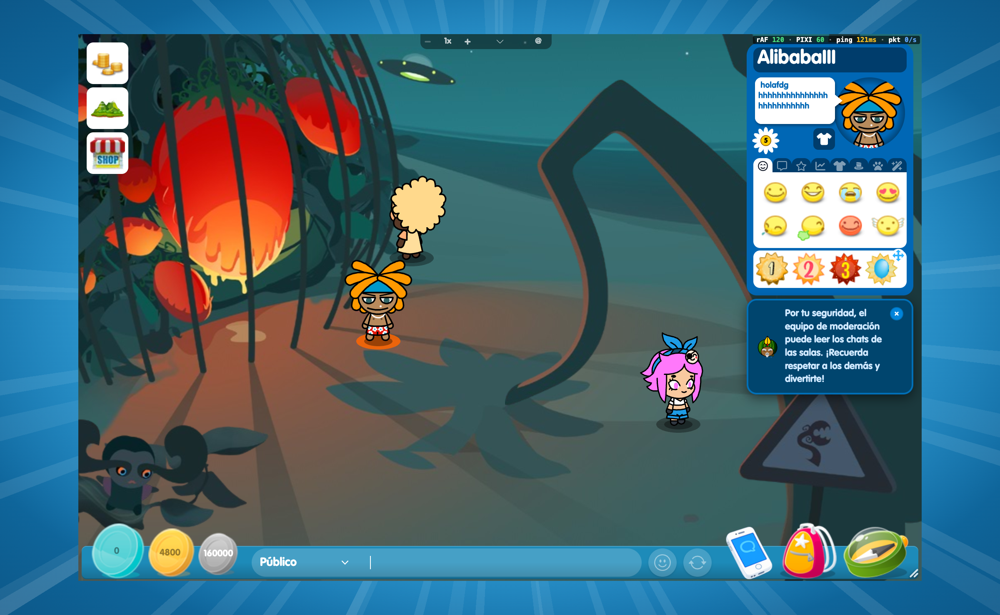 1x
@
rAF 120 · PIXI 60 · ping 121ms · pkt 0/s
Alibaballl
holafdg
hhhhhhhhhhhhhhh
hhhhhhhhhhh
5
SHOP
1
2
3
Por tu seguridad, el
equipo de moderación
puede leer los chats de
las salas. ¡Recuerda
respetar a los demás y
divertirte!
0
4800
160000
Público